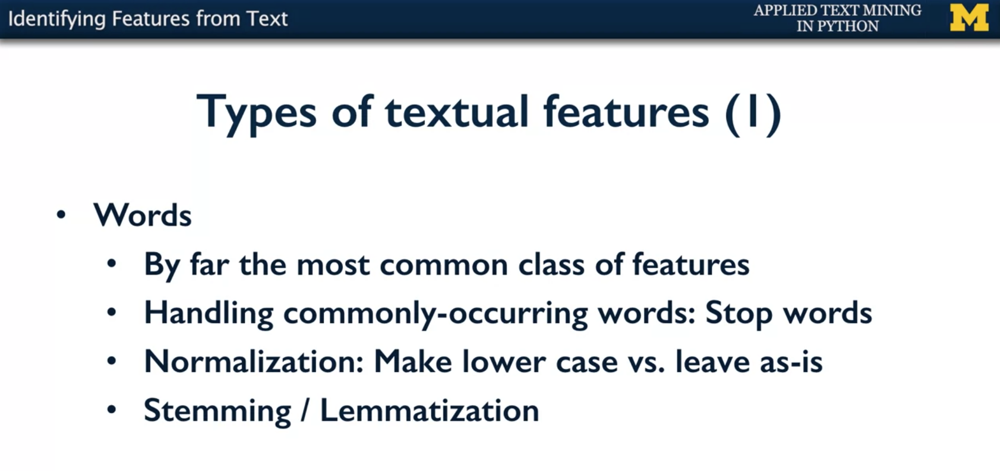 Identifying Features from Text
APPLIED TEXT MINING
IN PYTHON
M
Types of textual features (1)
• Words
• By far the most common class of features
• Handling commonly-occurring words: Stop words
• Normalization: Make lower case vs. leave as-is
• Stemming / Lemmatization